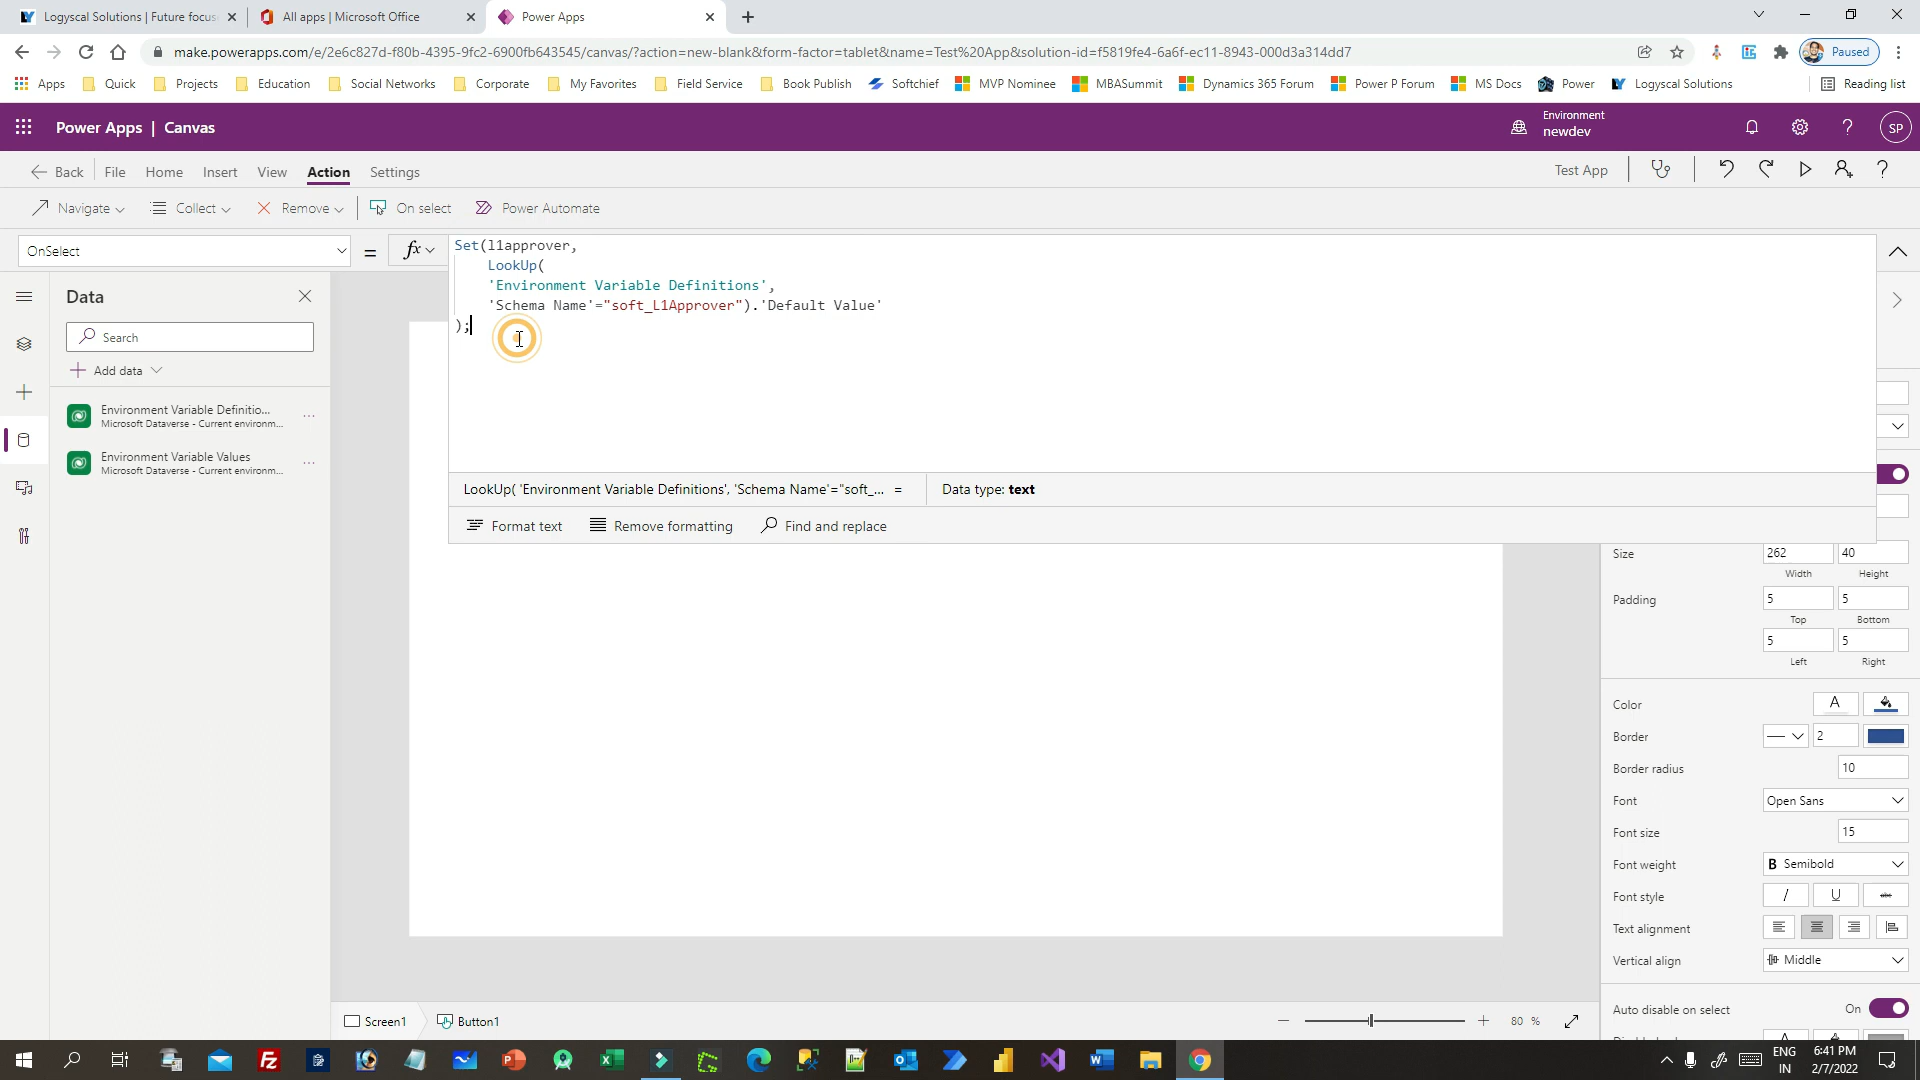 Logyscal Solutions | Future focus
All apps | Microsoft Office
Power Apps
make.powerapps.com/e/2e6c827d-f80b-4395-9fc2-6900fb643545/canvas/?action=new-blank&form-factor=tablet&name=Test%20App&solution-id=f5819fe4-6a6f-ec11-8943-000d3a314dd7
Paused
Apps Quick Projects Education Social Networks Corporate My Favorites Field Service Book Publish Softchief MVP Nominee MBASummit Dynamics 365 Forum Power P Forum MS Docs Power Logyscal Solutions Reading list
Power Apps | Canvas
Environment
newdev
SP
Back File Home Insert View Action Settings
Test App
Navigate Collect Remove On select Power Automate
OnSelect
= fx
Set(l1approver,
LookUp(
'Environment Variable Definitions',
'Schema Name'="soft_L1Approver").'Default Value'
);
Data
Search
Add data
Environment Variable Definitio...
Microsoft Dataverse - Current environm...
Environment Variable Values
Microsoft Dataverse - Current environm...
LookUp( 'Environment Variable Definitions', 'Schema Name'="soft_... =
Data type: text
Format text Remove formatting Find and replace
Size 262 40
Width Height
Padding 5 5
Top Bottom
5 5
Left Right
Color A
Border 2
Border radius 10
Font Open Sans
Font size 15
Font weight B Semibold
Font style / U abc
Text alignment
Vertical align Middle
Auto disable on select On
Screen1 Button1
80 %
ENG
IN
6:41 PM
2/7/2022